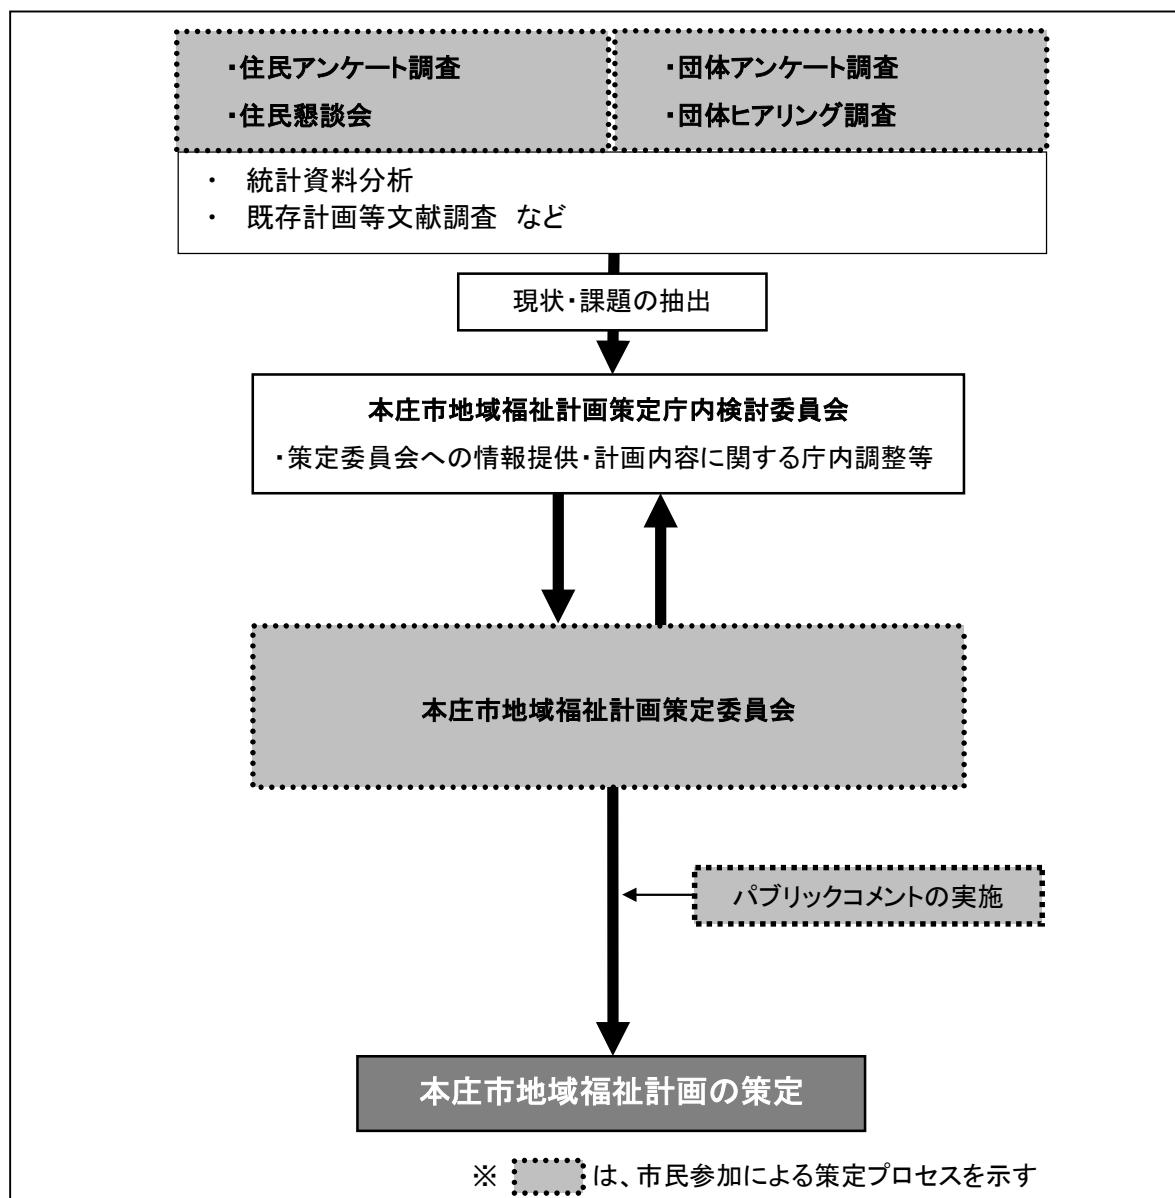 ・住民アンケート調査
・住民懇談会
・団体アンケート調査
・団体ヒアリング調査
・ 統計資料分析
・ 既存計画等文献調査 など
現状・課題の抽出
本庄市地域福祉計画策定庁内検討委員会
・策定委員会への情報提供・計画内容に関する庁内調整等
本庄市地域福祉計画策定委員会
パブリックコメントの実施
本庄市地域福祉計画の策定
※ は、市民参加による策定プロセスを示す